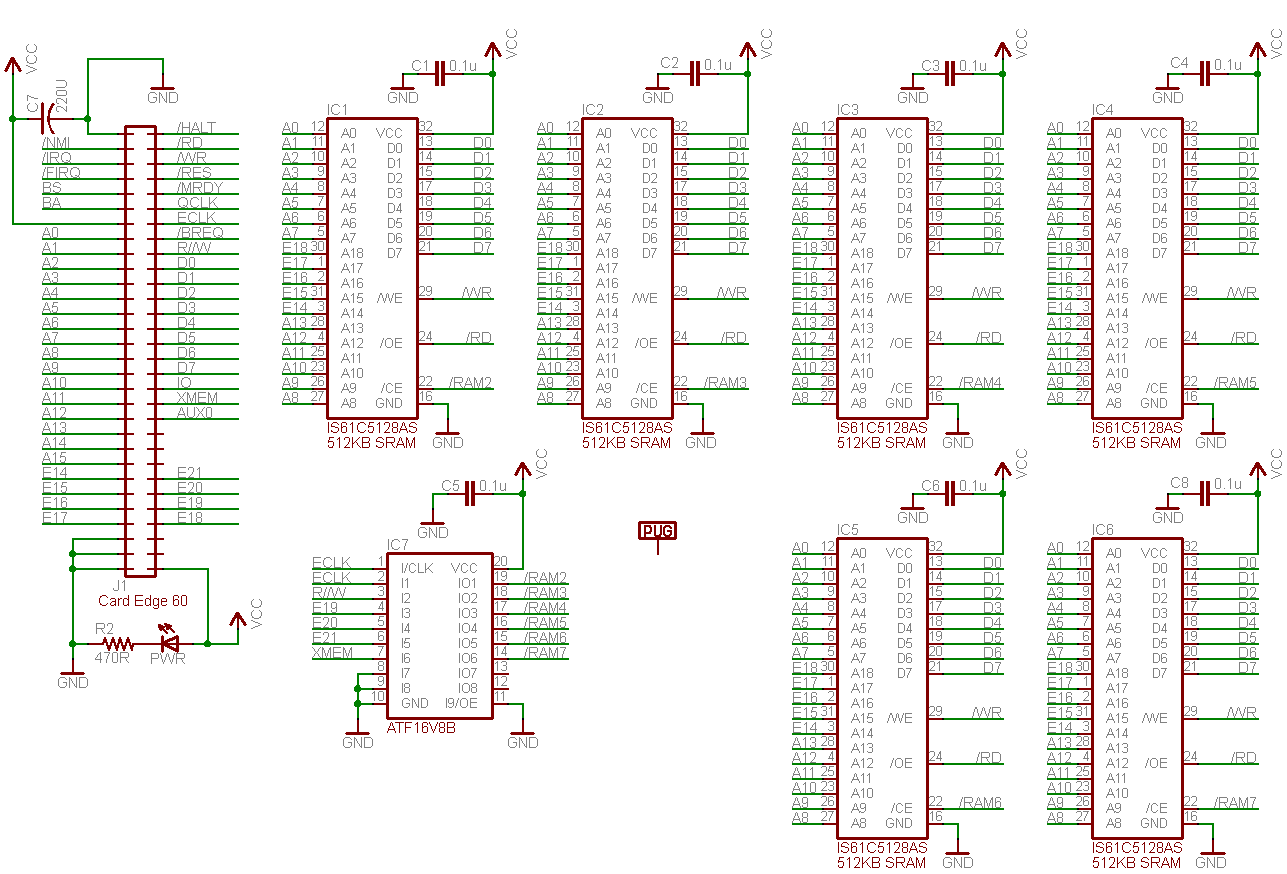 VCC
C7
220U
GND
/HALT
/NMI /RD
/IRQ /WR
/FIRQ /RES
BS /MRDY
BA QCLK
ECLK
A0 /BREQ
A1 R//W
A2 D0
A3 D1
A4 D2
A5 D3
A6 D4
A7 D5
A8 D6
A9 D7
A10 IO
A11 XMEM
A12 AUX0
A13
A14
A15
E14 E21
E15 E20
E16 E19
E17 E18
J1
Card Edge 60
VCC
R2
470R PWR
GND
VCC
C1 0.1u
GND
IC1
A0 12 A0 VCC 32
A1 11 A1 D0 13 D0
A2 10 A2 D1 14 D1
A3 9 A3 D2 15 D2
A4 8 A4 D3 17 D3
A5 7 A5 D4 18 D4
A6 6 A6 D5 19 D5
A7 5 A7 D6 20 D6
E18 30 A18 D7 21 D7
E17 1 A17
E16 2 A16
E15 31 A15 /WE 29 /WR
E14 3 A14
A13 28 A13
A12 4 A12 /OE 24 /RD
A11 25 A11
A10 23 A10
A9 26 A9 /CE 22 /RAM2
A8 27 A8 GND 16
IS61C5128AS
512KB SRAM
GND
VCC
C2 0.1u
GND
IC2
A0 12 A0 VCC 32
A1 11 A1 D0 13 D0
A2 10 A2 D1 14 D1
A3 9 A3 D2 15 D2
A4 8 A4 D3 17 D3
A5 7 A5 D4 18 D4
A6 6 A6 D5 19 D5
A7 5 A7 D6 20 D6
E18 30 A18 D7 21 D7
E17 1 A17
E16 2 A16
E15 31 A15 /WE 29 /WR
E14 3 A14
A13 28 A13
A12 4 A12 /OE 24 /RD
A11 25 A11
A10 23 A10
A9 26 A9 /CE 22 /RAM3
A8 27 A8 GND 16
IS61C5128AS
512KB SRAM
GND
VCC
C3 0.1u
GND
IC3
A0 12 A0 VCC 32
A1 11 A1 D0 13 D0
A2 10 A2 D1 14 D1
A3 9 A3 D2 15 D2
A4 8 A4 D3 17 D3
A5 7 A5 D4 18 D4
A6 6 A6 D5 19 D5
A7 5 A7 D6 20 D6
E18 30 A18 D7 21 D7
E17 1 A17
E16 2 A16
E15 31 A15 /WE 29 /WR
E14 3 A14
A13 28 A13
A12 4 A12 /OE 24 /RD
A11 25 A11
A10 23 A10
A9 26 A9 /CE 22 /RAM4
A8 27 A8 GND 16
IS61C5128AS
512KB SRAM
GND
VCC
C4 0.1u
GND
IC4
A0 12 A0 VCC 32
A1 11 A1 D0 13 D0
A2 10 A2 D1 14 D1
A3 9 A3 D2 15 D2
A4 8 A4 D3 17 D3
A5 7 A5 D4 18 D4
A6 6 A6 D5 19 D5
A7 5 A7 D6 20 D6
E18 30 A18 D7 21 D7
E17 1 A17
E16 2 A16
E15 31 A15 /WE 29 /WR
E14 3 A14
A13 28 A13
A12 4 A12 /OE 24 /RD
A11 25 A11
A10 23 A10
A9 26 A9 /CE 22 /RAM5
A8 27 A8 GND 16
IS61C5128AS
512KB SRAM
GND
VCC
C5 0.1u
GND
IC7
ECLK 1 I/CLK VCC 20
ECLK 2 I1 IO1 19 /RAM2
R//W 3 I2 IO2 18 /RAM3
E19 4 I3 IO3 17 /RAM4
E20 5 I4 IO4 16 /RAM5
E21 6 I5 IO5 15 /RAM6
XMEM 7 I6 IO6 14 /RAM7
8 I7 IO7 13
9 I8 IO8 12
10 GND I9/OE 11
ATF16V8B
GND GND
PUG
VCC
C6 0.1u
GND
IC5
A0 12 A0 VCC 32
A1 11 A1 D0 13 D0
A2 10 A2 D1 14 D1
A3 9 A3 D2 15 D2
A4 8 A4 D3 17 D3
A5 7 A5 D4 18 D4
A6 6 A6 D5 19 D5
A7 5 A7 D6 20 D6
E18 30 A18 D7 21 D7
E17 1 A17
E16 2 A16
E15 31 A15 /WE 29 /WR
E14 3 A14
A13 28 A13
A12 4 A12 /OE 24 /RD
A11 25 A11
A10 23 A10
A9 26 A9 /CE 22 /RAM6
A8 27 A8 GND 16
IS61C5128AS
512KB SRAM
GND
VCC
C8 0.1u
GND
IC6
A0 12 A0 VCC 32
A1 11 A1 D0 13 D0
A2 10 A2 D1 14 D1
A3 9 A3 D2 15 D2
A4 8 A4 D3 17 D3
A5 7 A5 D4 18 D4
A6 6 A6 D5 19 D5
A7 5 A7 D6 20 D6
E18 30 A18 D7 21 D7
E17 1 A17
E16 2 A16
E15 31 A15 /WE 29 /WR
E14 3 A14
A13 28 A13
A12 4 A12 /OE 24 /RD
A11 25 A11
A10 23 A10
A9 26 A9 /CE 22 /RAM7
A8 27 A8 GND 16
IS61C5128AS
512KB SRAM
GND